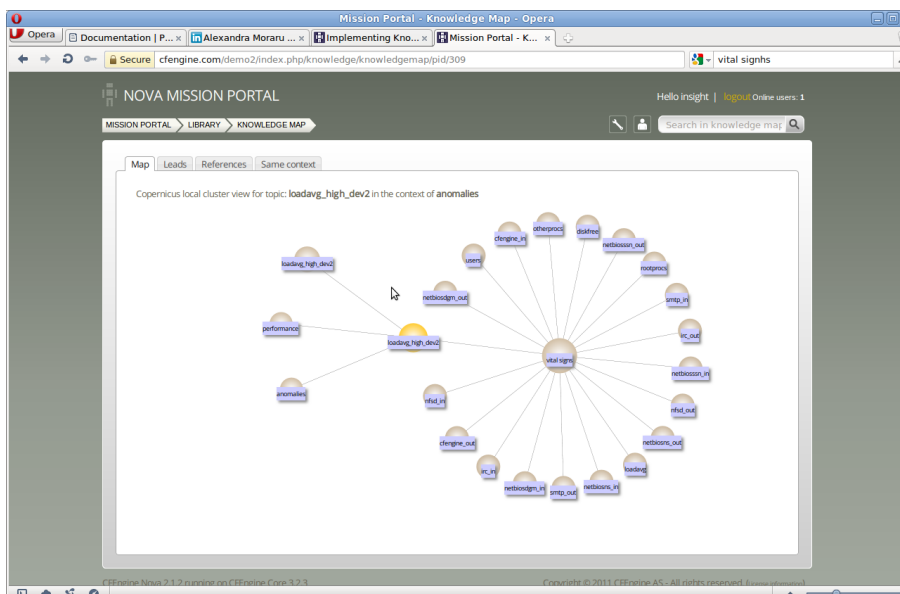 Mission Portal - Knowledge Map - Opera
Opera
Documentation | P... x
Alexandra Moraru ... x
Implementing Kno... x
Mission Portal - K... x
Secure cfengine.com/demo2/index.php/knowledge/knowledgemap/pid/309
vital signhs
NOVA MISSION PORTAL
Hello insight | logout Online users: 1
MISSION PORTAL LIBRARY KNOWLEDGE MAP
Search in knowledge map
Map Leads References Same context
Copernicus local cluster view for topic: loadavg_high_dev2 in the context of anomalies
otherprocs
diskfree
cfengine_in
netbiosssn_out
users
loadavg_high_dev2
rootprocs
netbiosdgm_out
smtp_in
performance
irc_out
loadavg_high_dev2
vital signs
netbiosssn_in
anomalies
nfsd_in
nfsd_out
cfengine_out
netbiosns_out
irc_in
loadavg
netbiosdgm_in
smtp_out
netbiosns_in
CFEngine Nova 2.1.2 running on CFEngine Core 3.2.3
Copyright © 2011 CFEngine AS - All rights reserved. (License information)